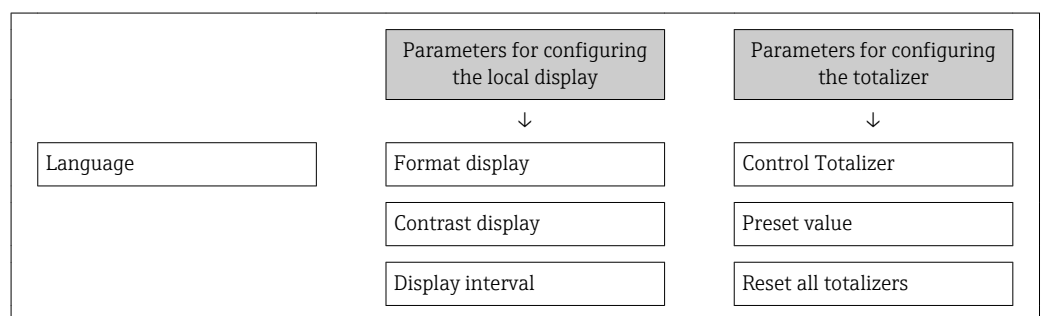 Parameters for configuring
the local display
Parameters for configuring
the totalizer
↓
↓
Language
Format display
Control Totalizer
Contrast display
Preset value
Display interval
Reset all totalizers